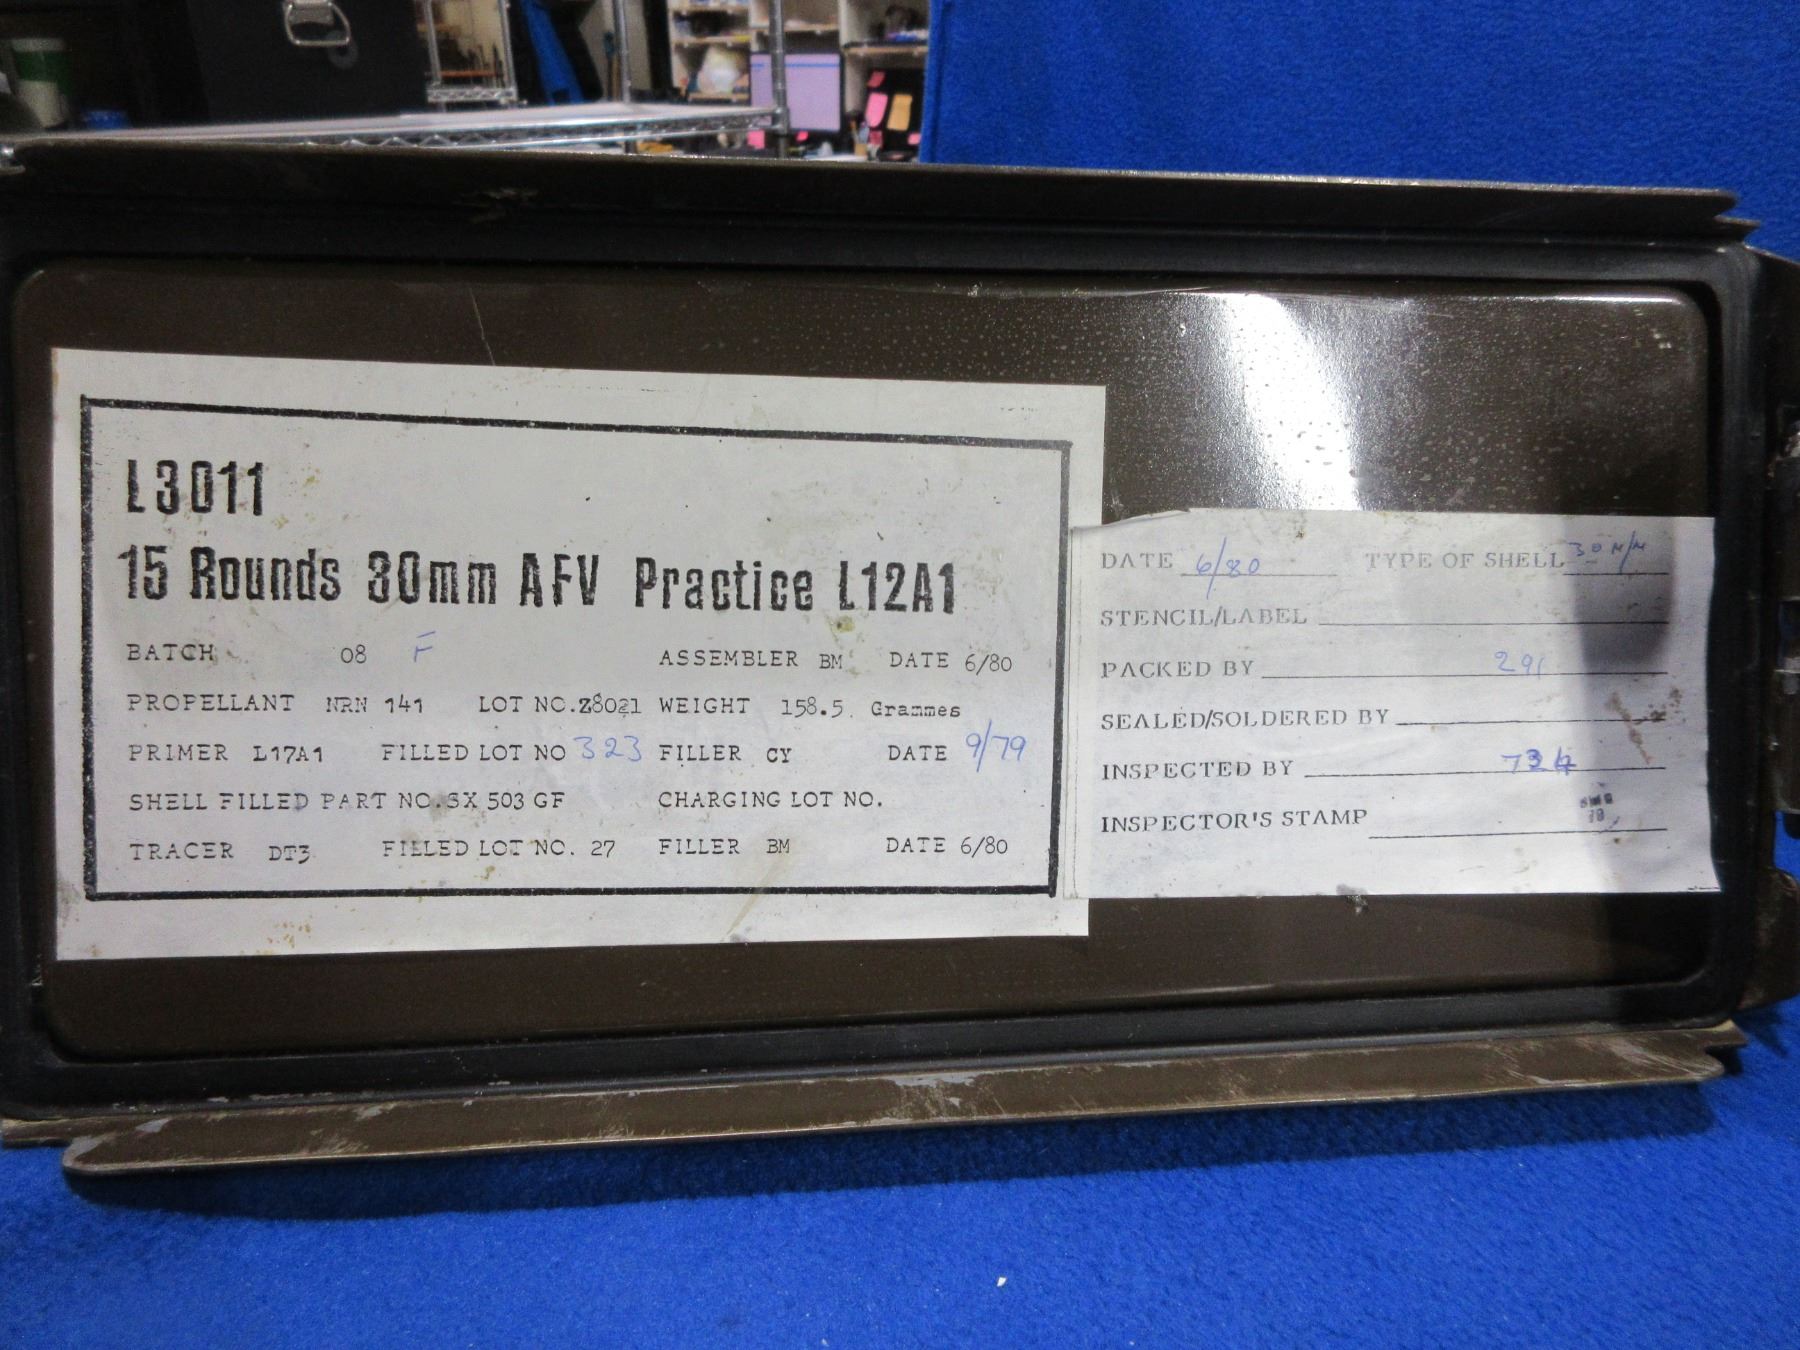 L3011
15 Rounds 30mm AFV Practice L12A1
BATCH 08 F ASSEMBLER BM DATE 6/80
PROPELLANT NRN 141 LOT NO.Z8021 WEIGHT 158.5 Grammes
PRIMER L17A1 FILLED LOT NO 323 FILLER CY DATE 9/79
SHELL FILLED PART NO.SX 503 GF CHARGING LOT NO.
TRACER DT3 FILLED LOT NO. 27 FILLER BM DATE 6/80
DATE 6/80 TYPE OF SHELL 30 M/M
STENCIL/LABEL
PACKED BY 291
SEALED/SOLDERED BY
INSPECTED BY 734
INSPECTOR'S STAMP